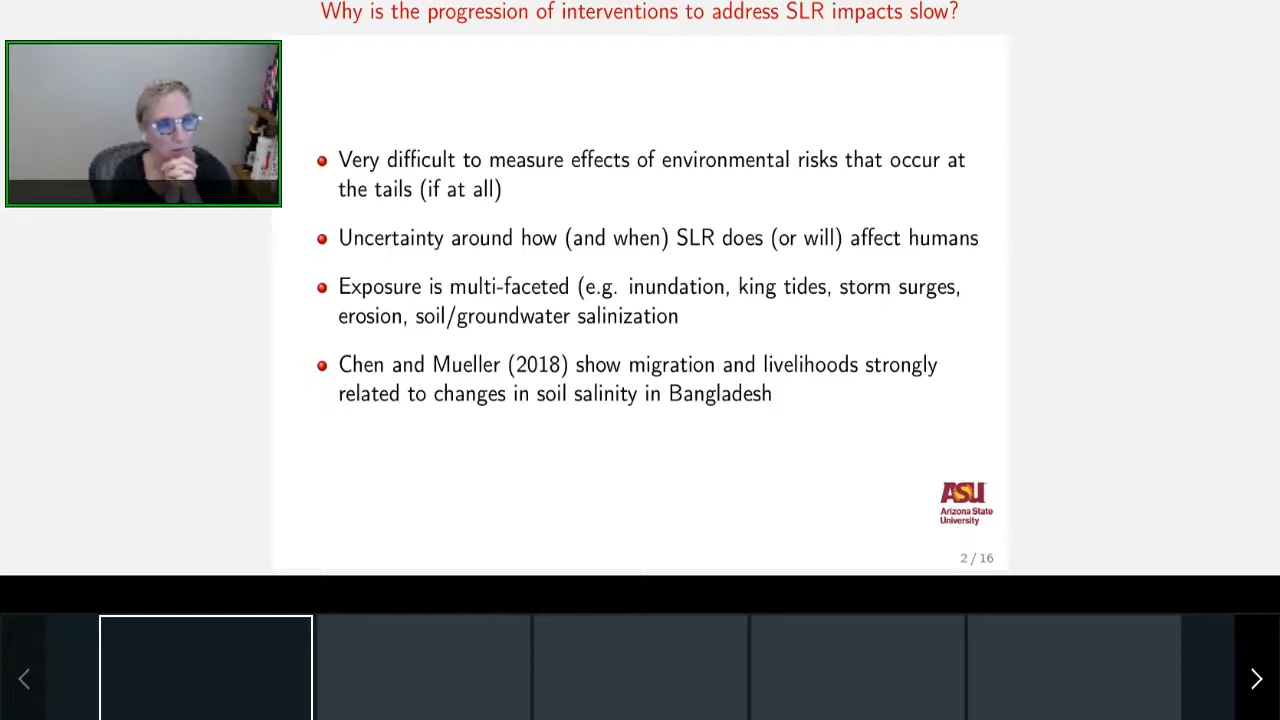 Why is the progression of interventions to address SLR impacts slow?
Very difficult to measure effects of environmental risks that occur at
the tails (if at all)
Uncertainty around how (and when) SLR does (or will) affect humans
Exposure is multi-faceted (e.g. inundation, king tides, storm surges,
erosion, soil/groundwater salinization
Chen and Mueller (2018) show migration and livelihoods strongly
related to changes in soil salinity in Bangladesh
ASU
Arizona State
University
2 / 16